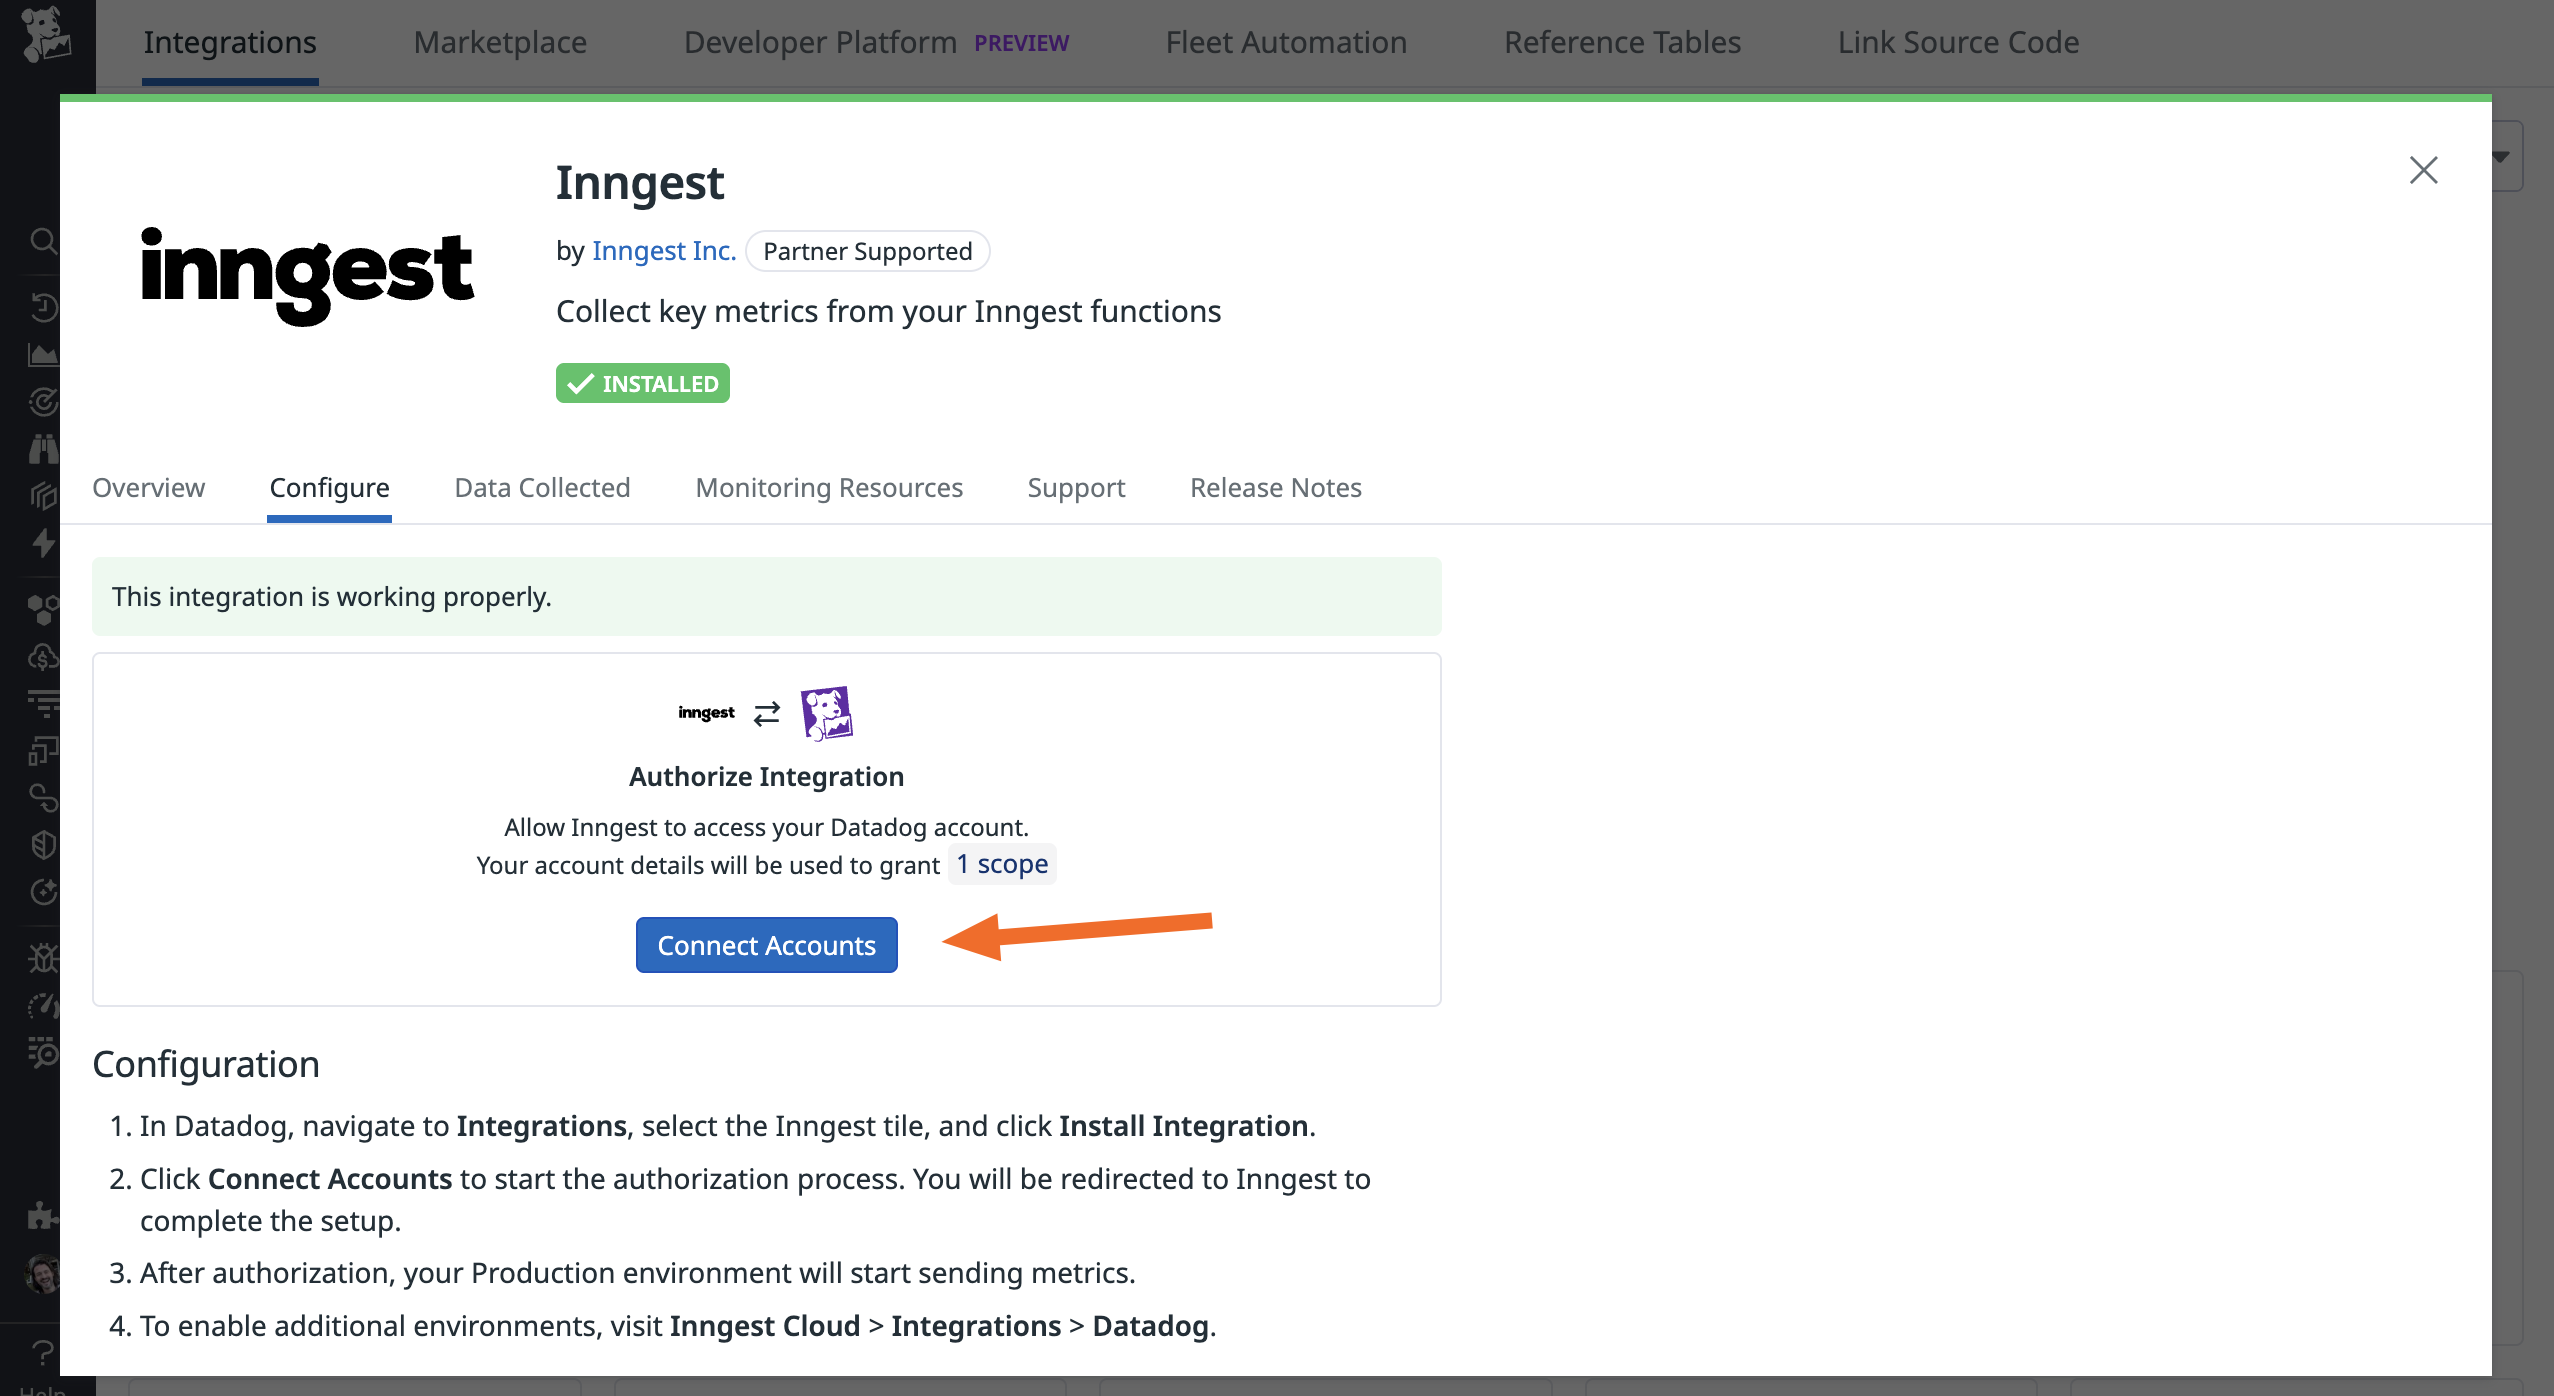 Integrations
Marketplace
Developer Platform PREVIEW
Fleet Automation
Reference Tables
Link Source Code
inngest
Inngest
by Inngest Inc. Partner Supported
Collect key metrics from your Inngest functions
INSTALLED
Overview
Configure
Data Collected
Monitoring Resources
Support
Release Notes
This integration is working properly.
inngest
Authorize Integration
Allow Inngest to access your Datadog account.
Your account details will be used to grant 1 scope
Connect Accounts
Configuration
1. In Datadog, navigate to Integrations, select the Inngest tile, and click Install Integration.
2. Click Connect Accounts to start the authorization process. You will be redirected to Inngest to
complete the setup.
3. After authorization, your Production environment will start sending metrics.
4. To enable additional environments, visit Inngest Cloud > Integrations > Datadog.
Help